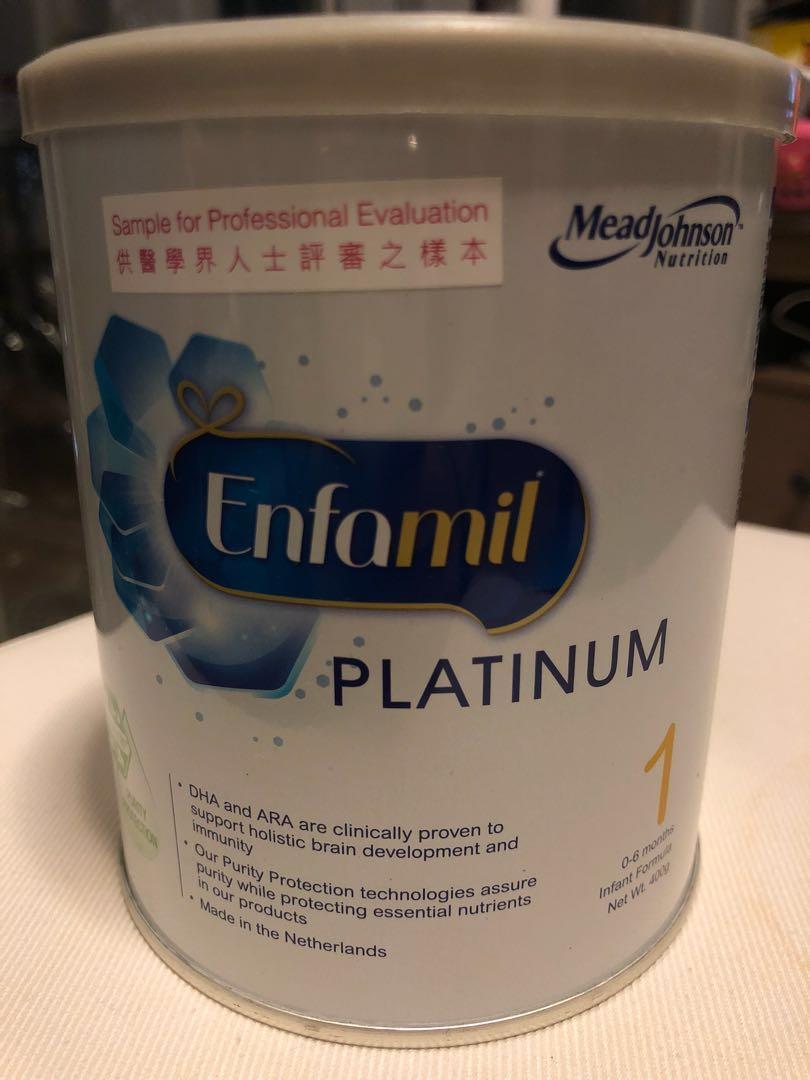 Sample for Professional Evaluation
供醫學界人士評審之樣本
MeadJohnson™
Nutrition
Enfamil
PLATINUM
1
0-6 months
Infant Formula
Net Wt. 400g
• DHA and ARA are clinically proven to
support holistic brain development and
immunity
• Our Purity Protection technologies assure
purity while protecting essential nutrients
in our products
• Made in the Netherlands